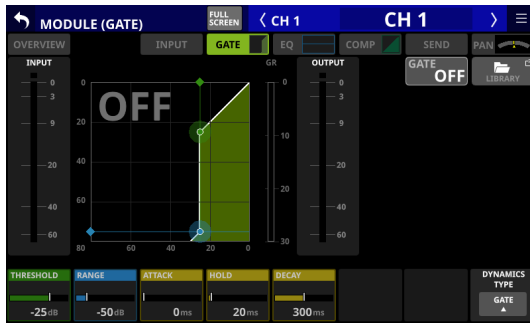 MODULE (GATE)
FULL SCREEN
CH 1
CH 1
OVERVIEW
INPUT
GATE
EQ
COMP
SEND
PAN
INPUT
GR
OUTPUT
GATE
OFF
LIBRARY
OFF
0
3
9
20
40
60
0
20
40
60
80
60
40
20
0
0
10
20
30
0
3
9
20
40
60
THRESHOLD
RANGE
ATTACK
HOLD
DECAY
DYNAMICS TYPE
-25dB
-50dB
0ms
20ms
300ms
GATE